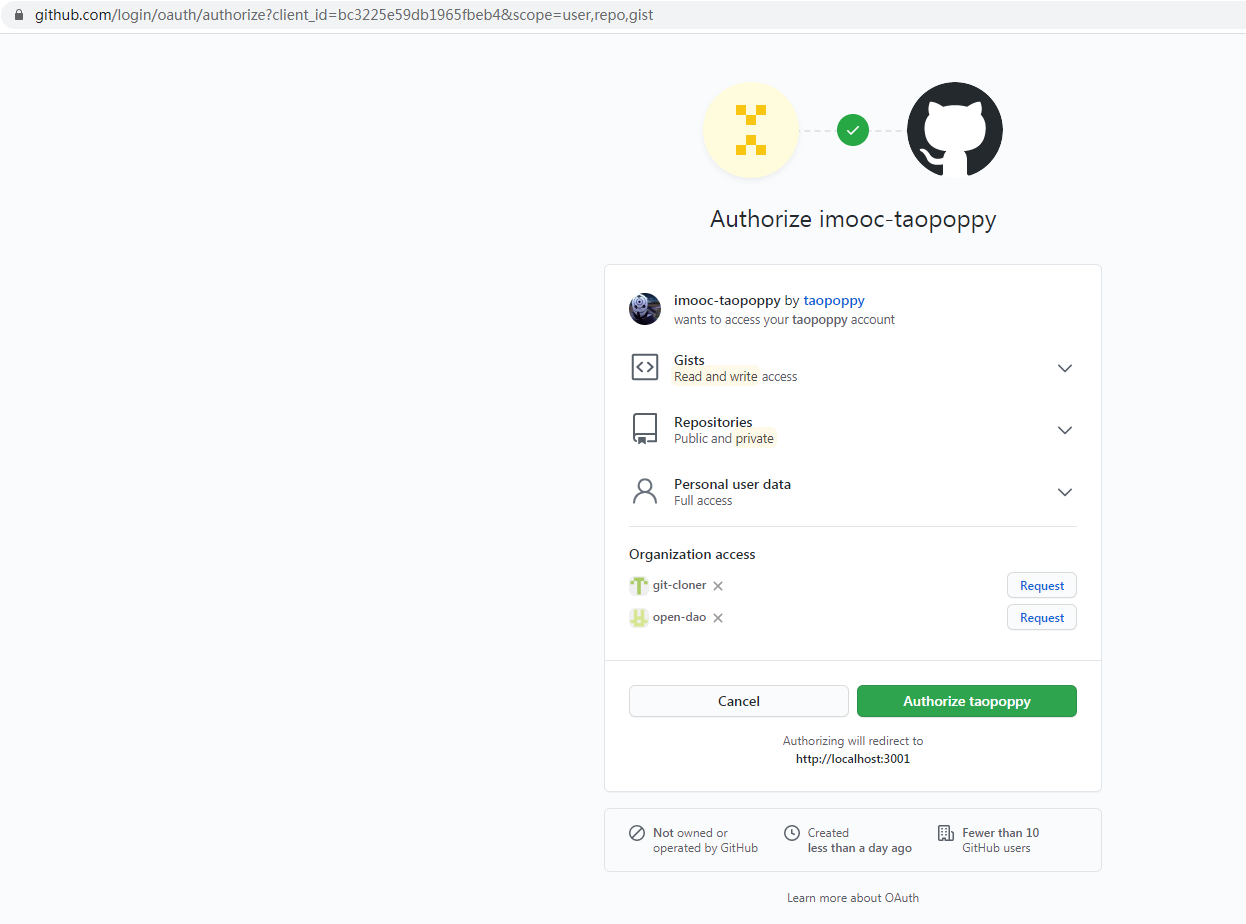 github.com/login/oauth/authorize?client_id=bc3225e59db1965fbeb4&scope=user,repo,gist
Authorize imooc-taopoppy
imooc-taopoppy by taopoppy
wants to access your taopoppy account
Gists
Read and write access
Repositories
Public and private
Personal user data
Full access
Organization access
git-cloner
Request
open-dao
Request
Cancel
Authorize taopoppy
Authorizing will redirect to
http://localhost:3001
Not owned or
operated by GitHub
Created
less than a day ago
Fewer than 10
GitHub users
Learn more about OAuth